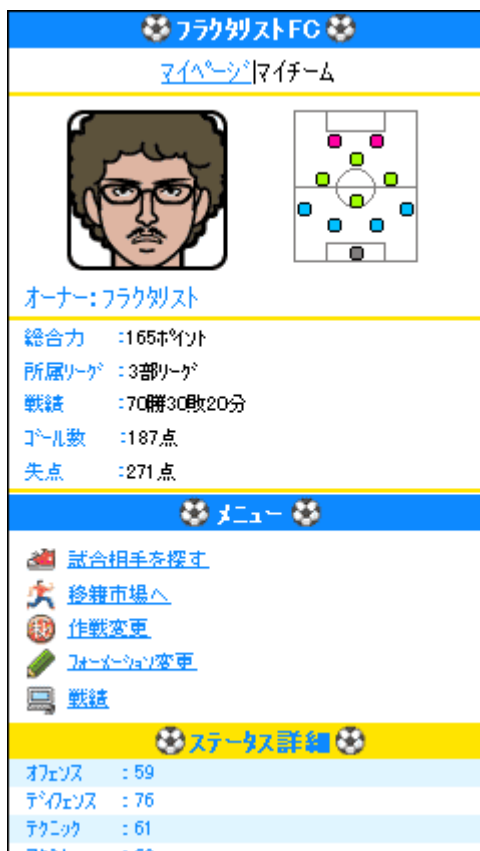 フラクタリストFC
マイページ|マイチーム
オーナー:フラクタリスト
総合力 :165ポイント
所属リーグ :3部リーグ
戦績 :70勝30敗20分
ゴール数 :187点
失点 :271点
メニュー
試合相手を探す
移籍市場へ
秘 作戦変更
フォーメーション変更
戦績
ステータス詳細
オフェンス :59
ディフェンス :76
テクニック :61